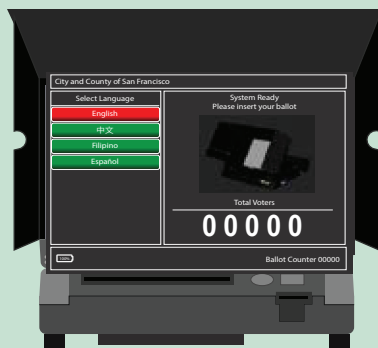 City and County of San Francisco
Select Language
English
中文
Filipino
Español
System Ready
Please insert your ballot
Total Voters
00000
100%
Ballot Counter 00000